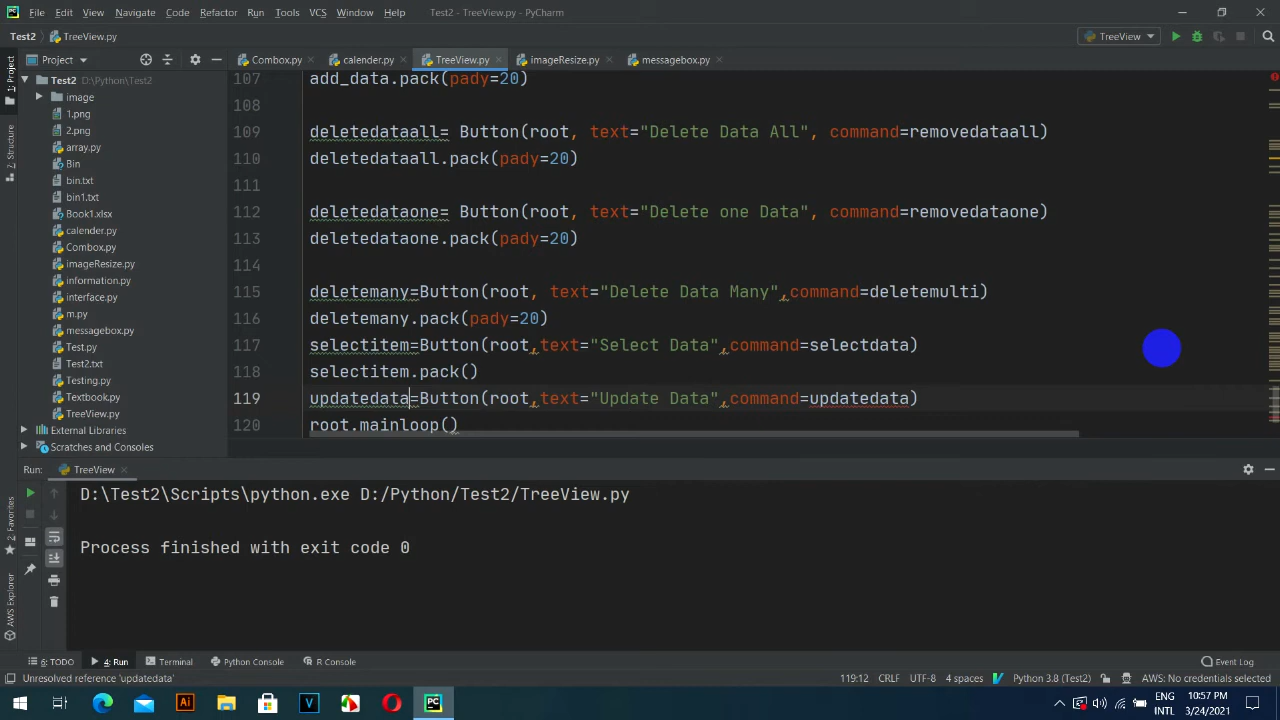 File Edit View Navigate Code Refactor Run Tools VCS Window Help Test2 - TreeView.py - PyCharm
Test2 TreeView.py TreeView
Project Combox.py calender.py TreeView.py imageResize.py messagebox.py
1: Project
7: Structure
2: Favorites
AWS Explorer
Test2 D:\Python\Test2
image
1.png
2.png
array.py
Bin
bin.txt
bin1.txt
Book1.xlsx
calender.py
Combox.py
imageResize.py
information.py
interface.py
m.py
messagebox.py
Test.py
Test2.txt
Testing.py
Textbook.py
TreeView.py
External Libraries
Scratches and Consoles
107 add_data.pack(pady=20)
108
109 deletedataall= Button(root, text="Delete Data All", command=removedataall)
110 deletedataall.pack(pady=20)
111
112 deletedataone= Button(root, text="Delete one Data", command=removedataone)
113 deletedataone.pack(pady=20)
114
115 deletemany=Button(root, text="Delete Data Many",command=deletemulti)
116 deletemany.pack(pady=20)
117 selectitem=Button(root,text="Select Data",command=selectdata)
118 selectitem.pack()
119 updatedata=Button(root,text="Update Data",command=updatedata)
120 root.mainloop()
Run: TreeView
D:\Test2\Scripts\python.exe D:/Python/Test2/TreeView.py
Process finished with exit code 0
6: TODO 4: Run Terminal Python Console R Console Event Log
Unresolved reference 'updatedata' 119:12 CRLF UTF-8 4 spaces Python 3.8 (Test2) AWS: No credentials selected
ENG 10:57 PM
INTL 3/24/2021